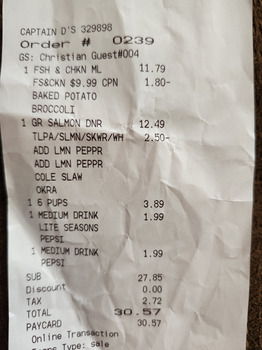 CAPTAIN D'S 329898
Order # 0239
GS: Christian Guest#004
1 FSH & CHKN ML 11.79
FS&CKN $9.99 CPN 1.80-
BAKED POTATO
BROCCOLI
1 GR SALMON DNR 12.49
TLPA/SLMN/SKWR/WH 2.50-
ADD LMN PEPPR
ADD LMN PEPPR
COLE SLAW
OKRA
1 6 PUPS 3.89
1 MEDIUM DRINK 1.99
LITE SEASONS
PEPSI
1 MEDIUM DRINK 1.99
PEPSI
SUB 27.85
Discount 0.00
TAX 2.72
TOTAL 30.57
PAYCARD 30.57
Online Transaction
Trans Type: sale